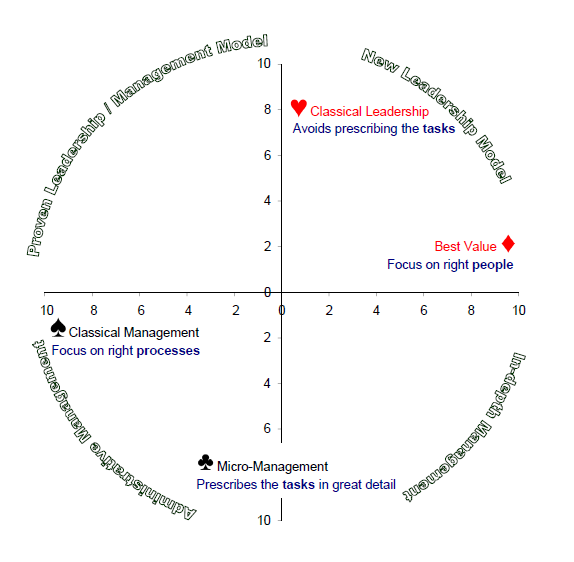 Proven Leadership / Management Model
New Leadership Model
10
8
♥ Classical Leadership
Avoids prescribing the tasks
6
4
2
Best Value ♦
Focus on right people
0
10 8 6 4 2 0 2 4 6 8 10
♠ Classical Management
Focus on right processes
2
4
6
♣ Micro-Management
Prescribes the tasks in great detail
10
Administrative Management
In-depth Management